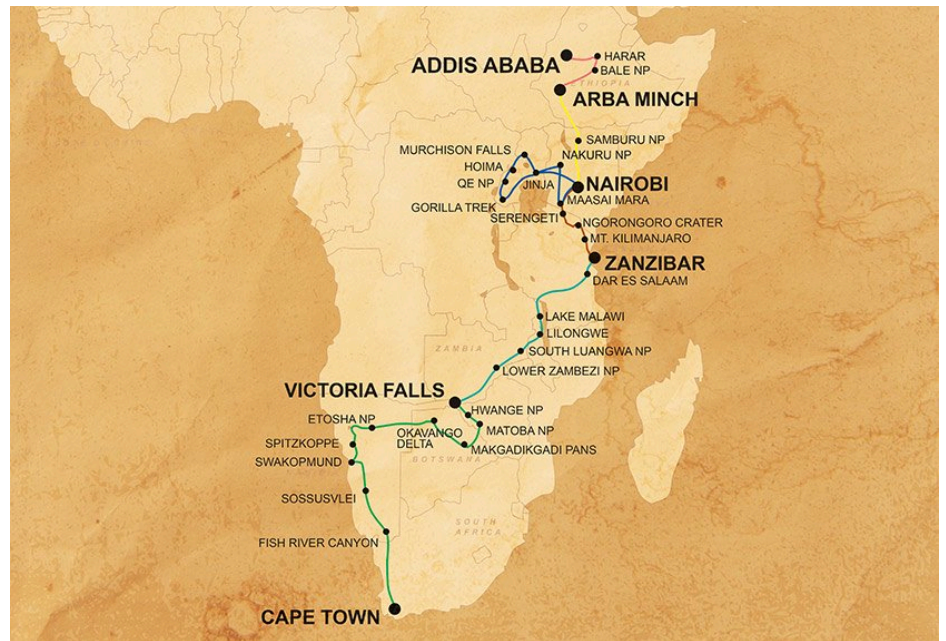 HARAR
ADDIS ABABA
BALE NP
ETHIOPIA
ARBA MINCH
SAMBURU NP
MURCHISON FALLS
NAKURU NP
HOIMA
QE NP
JINJA
NAIROBI
MAASAI MARA
GORILLA TREK
SERENGETI
NGORONGORO CRATER
MT. KILIMANJARO
ZANZIBAR
DAR ES SALAAM
LAKE MALAWI
LILONGWE
ZAMBIA
SOUTH LUANGWA NP
LOWER ZAMBEZI NP
VICTORIA FALLS
HWANGE NP
ETOSHA NP
OKAVANGO
DELTA
MATOBA NP
SPITZKOPPE
MAKGADIKGADI PANS
BOTSWANA
SWAKOPMUND
SOSSUSVLEI
SOUTH
AFRICA
FISH RIVER CANYON
CAPE TOWN